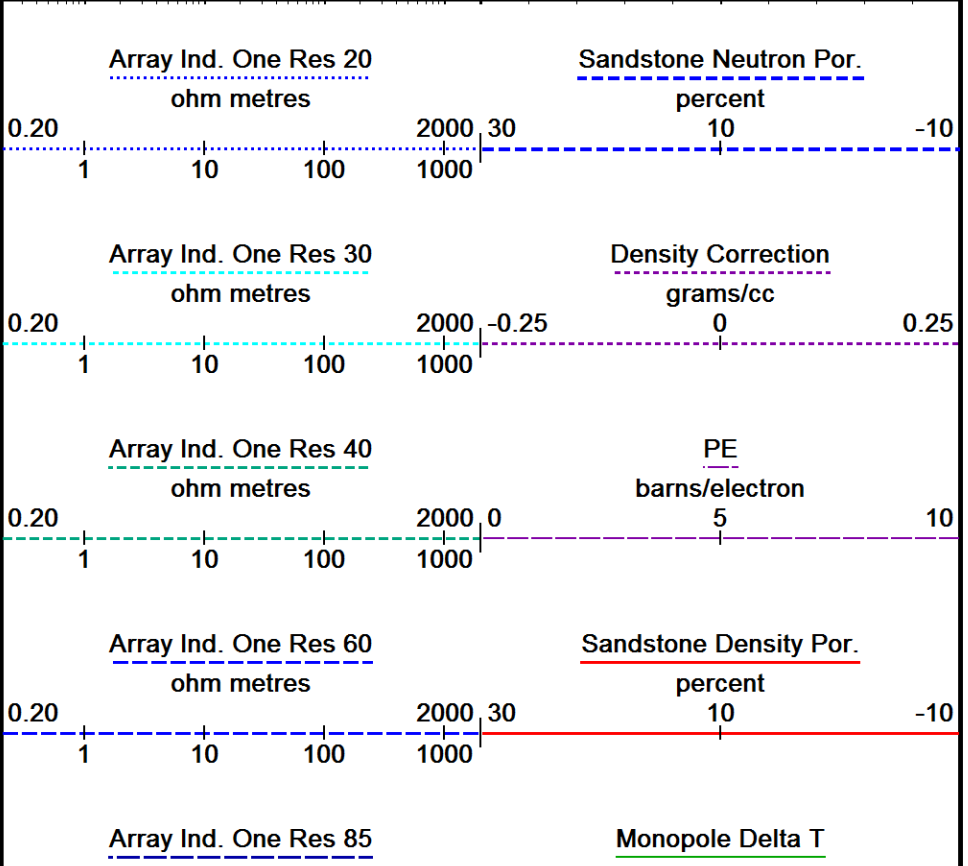 Array Ind. One Res 20 Sandstone Neutron Por.
ohm metres percent
0.20 2000 30 10 -10
1 10 100 1000
Array Ind. One Res 30 Density Correction
ohm metres grams/cc
0.20 2000 -0.25 0 0.25
1 10 100 1000
Array Ind. One Res 40 PE
ohm metres barns/electron
0.20 2000 0 5 10
1 10 100 1000
Array Ind. One Res 60 Sandstone Density Por.
ohm metres percent
0.20 2000 30 10 -10
1 10 100 1000
Array Ind. One Res 85 Monopole Delta T